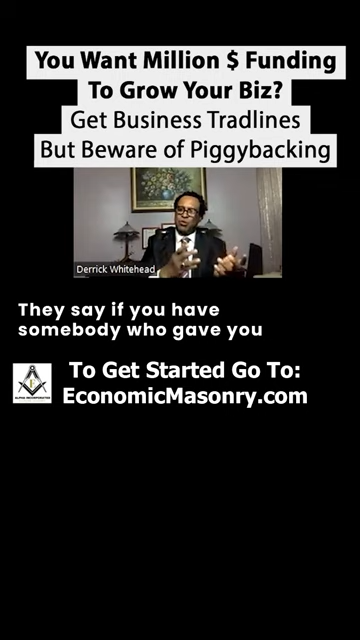 You Want Million $ Funding
To Grow Your Biz?
Get Business Tradlines
But Beware of Piggybacking
Derrick Whitehead
They say if you have
somebody who gave you
To Get Started Go To:
EconomicMasonry.com